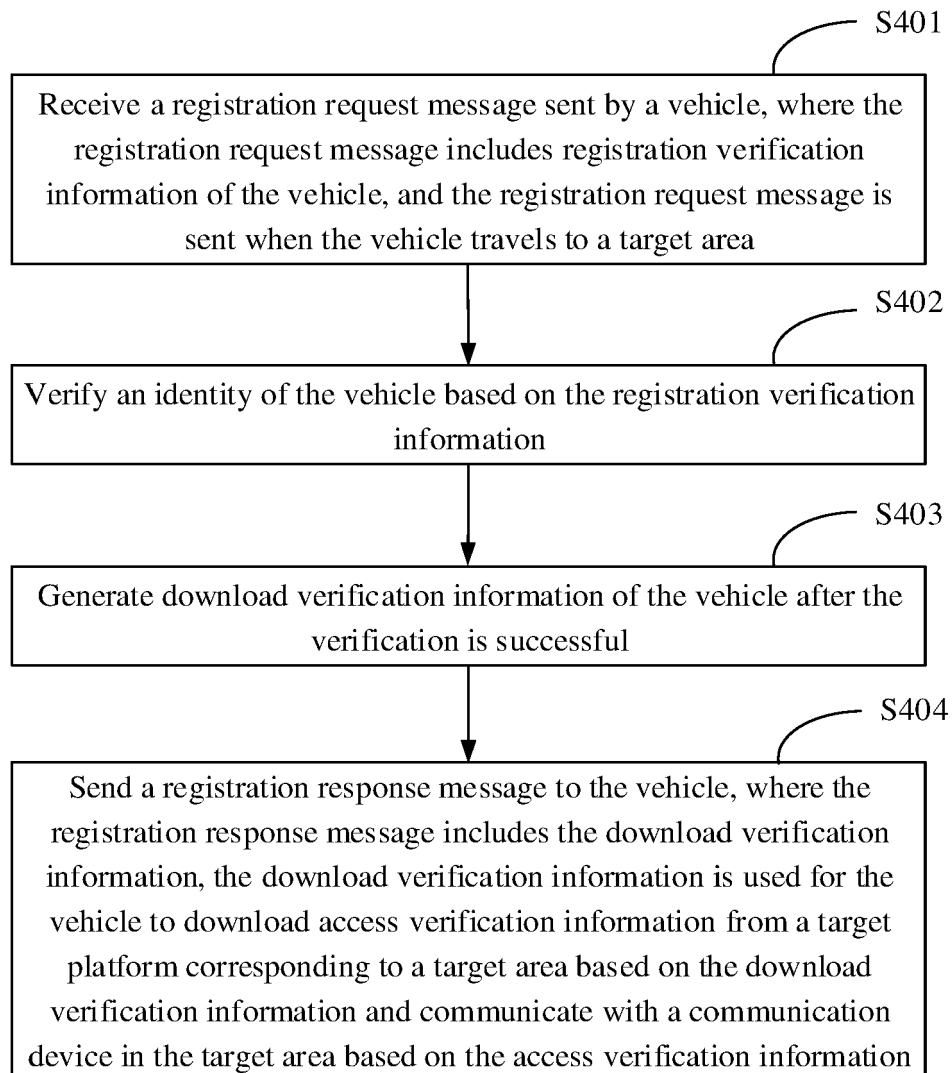 S401
Receive a registration request message sent by a vehicle, where the
registration request message includes registration verification
information of the vehicle, and the registration request message is
sent when the vehicle travels to a target area
S402
Verify an identity of the vehicle based on the registration verification
information
S403
Generate download verification information of the vehicle after the
verification is successful
S404
Send a registration response message to the vehicle, where the
registration response message includes the download verification
information, the download verification information is used for the
vehicle to download access verification information from a target
platform corresponding to a target area based on the download
verification information and communicate with a communication
device in the target area based on the access verification information